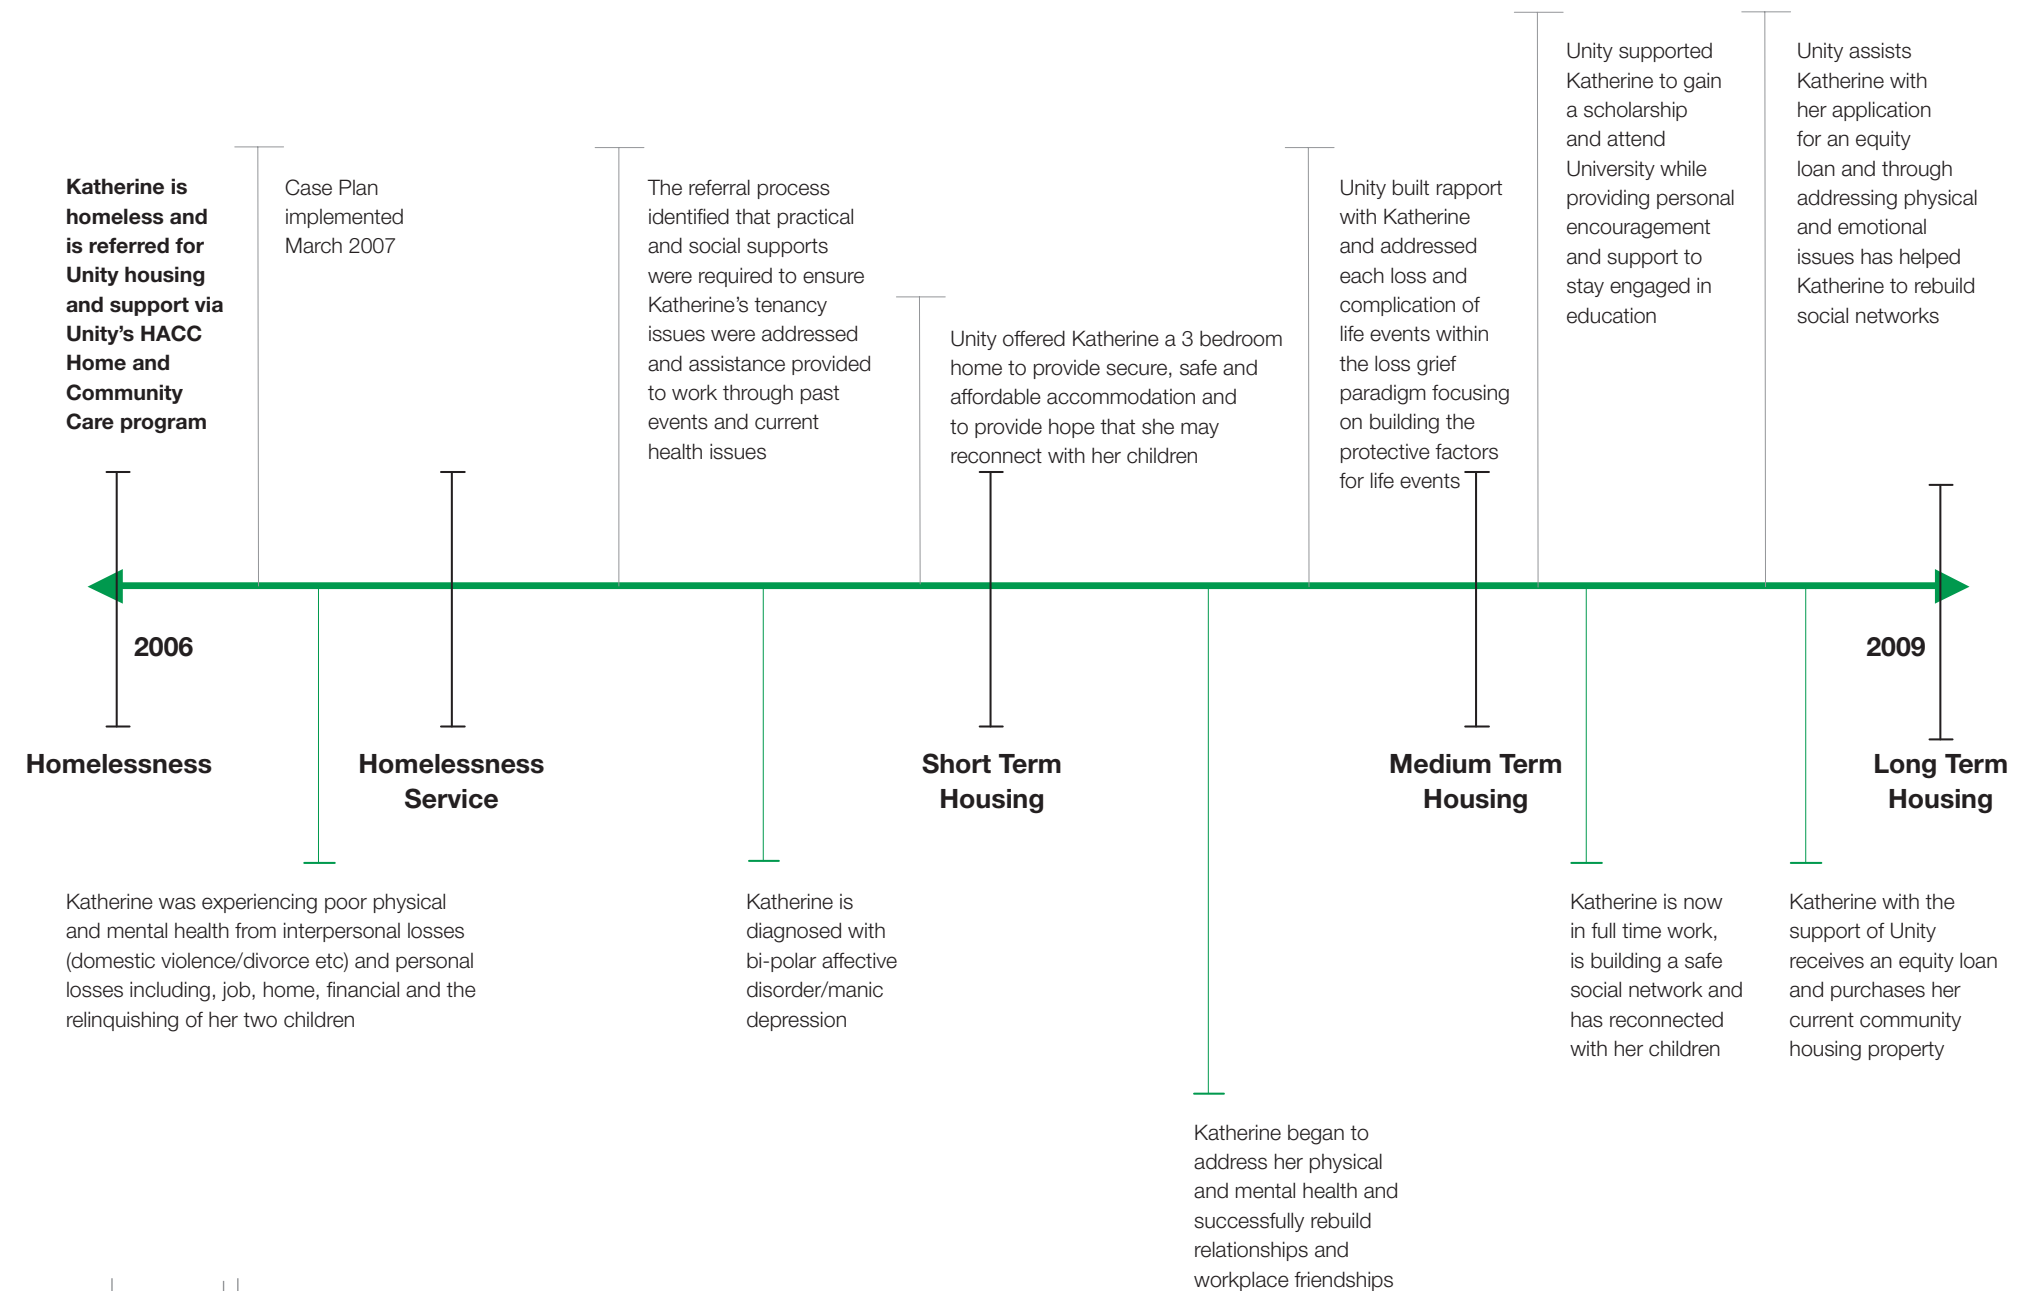 Katherine is
homeless and
is referred for
Unity housing
and support via
Unity’s HACC
Home and
Community
Care program
Case Plan
implemented
March 2007
The referral process
identified that practical
and social supports
were required to ensure
Katherine’s tenancy
issues were addressed
and assistance provided
to work through past
events and current
health issues
Unity offered Katherine a 3 bedroom
home to provide secure, safe and
affordable accommodation and
to provide hope that she may
reconnect with her children
Unity built rapport
with Katherine
and addressed
each loss and
complication of
life events within
the loss grief
paradigm focusing
on building the
protective factors
for life events
Unity supported
Katherine to gain
a scholarship
and attend
University while
providing personal
encouragement
and support to
stay engaged in
education
Unity assists
Katherine with
her application
for an equity
loan and through
addressing physical
and emotional
issues has helped
Katherine to rebuild
social networks
2006
2009
Homelessness
Homelessness
Service
Short Term
Housing
Medium Term
Housing
Long Term
Housing
Katherine was experiencing poor physical
and mental health from interpersonal losses
(domestic violence/divorce etc) and personal
losses including, job, home, financial and the
relinquishing of her two children
Katherine is
diagnosed with
bi-polar affective
disorder/manic
depression
Katherine began to
address her physical
and mental health and
successfully rebuild
relationships and
workplace friendships
Katherine is now
in full time work,
is building a safe
social network and
has reconnected
with her children
Katherine with the
support of Unity
receives an equity loan
and purchases her
current community
housing property